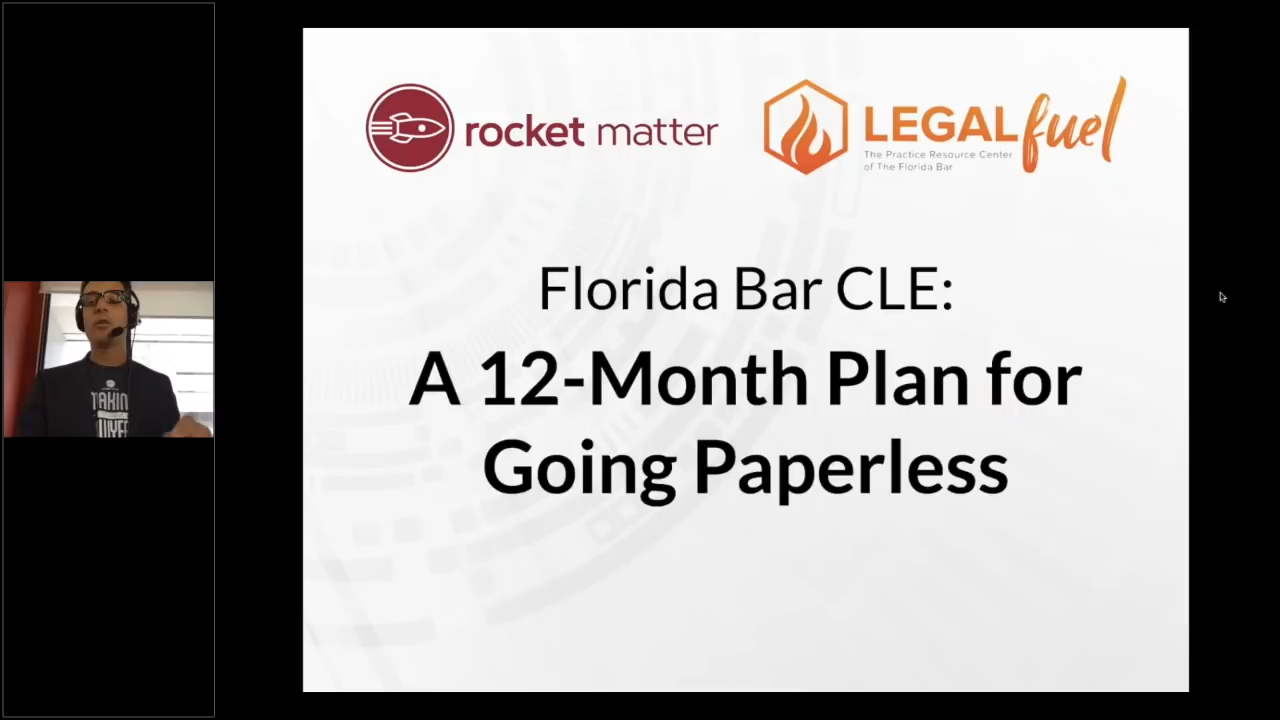 rocket matter
LEGAL fuel
The Practice Resource Center
of The Florida Bar
Florida Bar CLE:
A 12-Month Plan for
Going Paperless
TAKIN